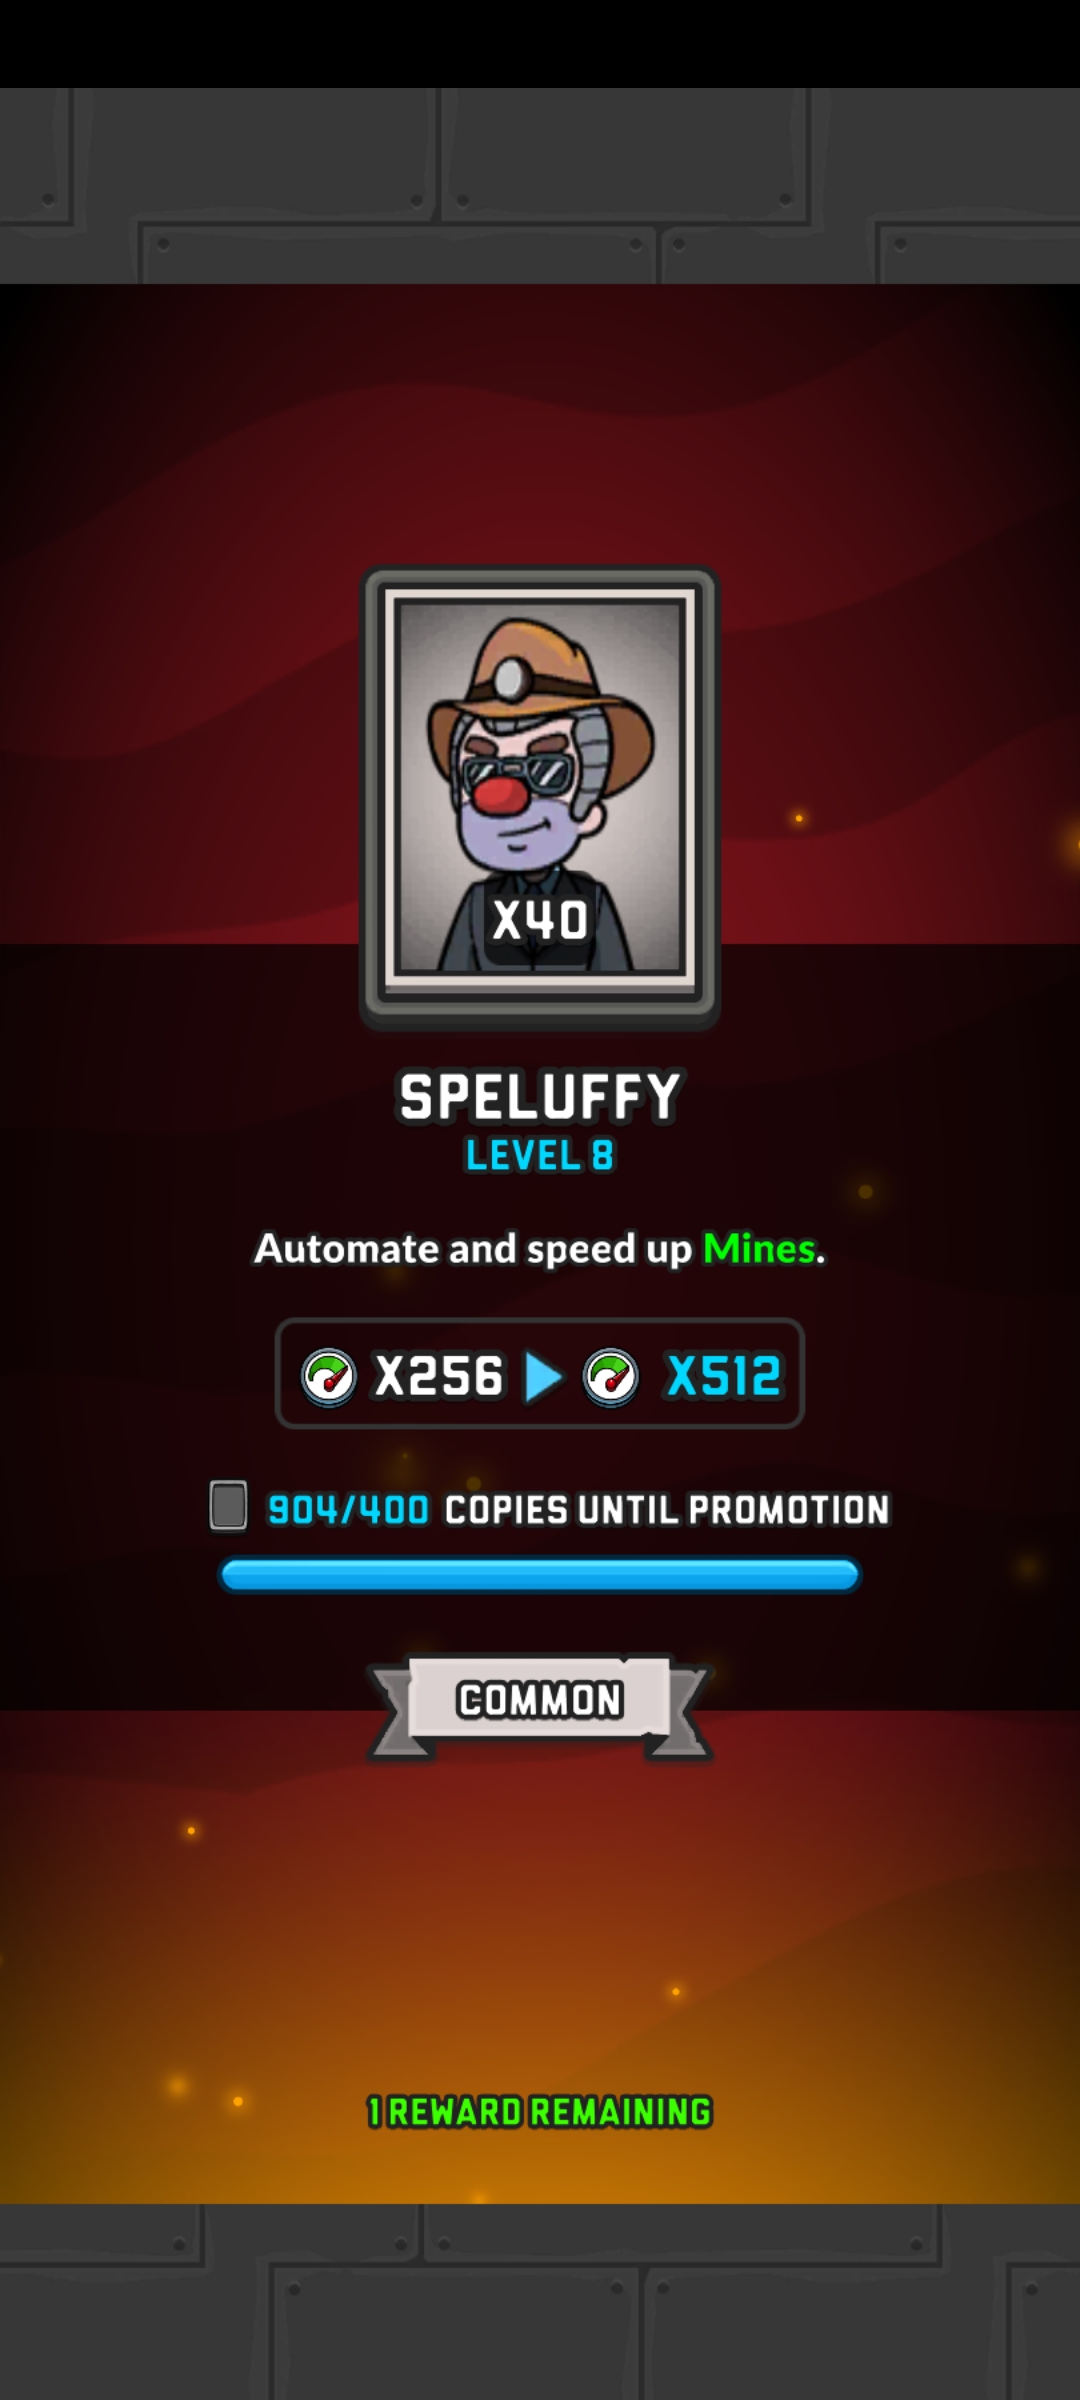 X40
SPELUFFY
LEVEL 8
Automate and speed up Mines.
X256 X512
904/400 COPIES UNTIL PROMOTION
COMMON
1 REWARD REMAINING